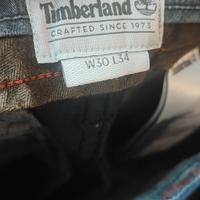 Timberland
CRAFTED SINCE 1973
W30 L34